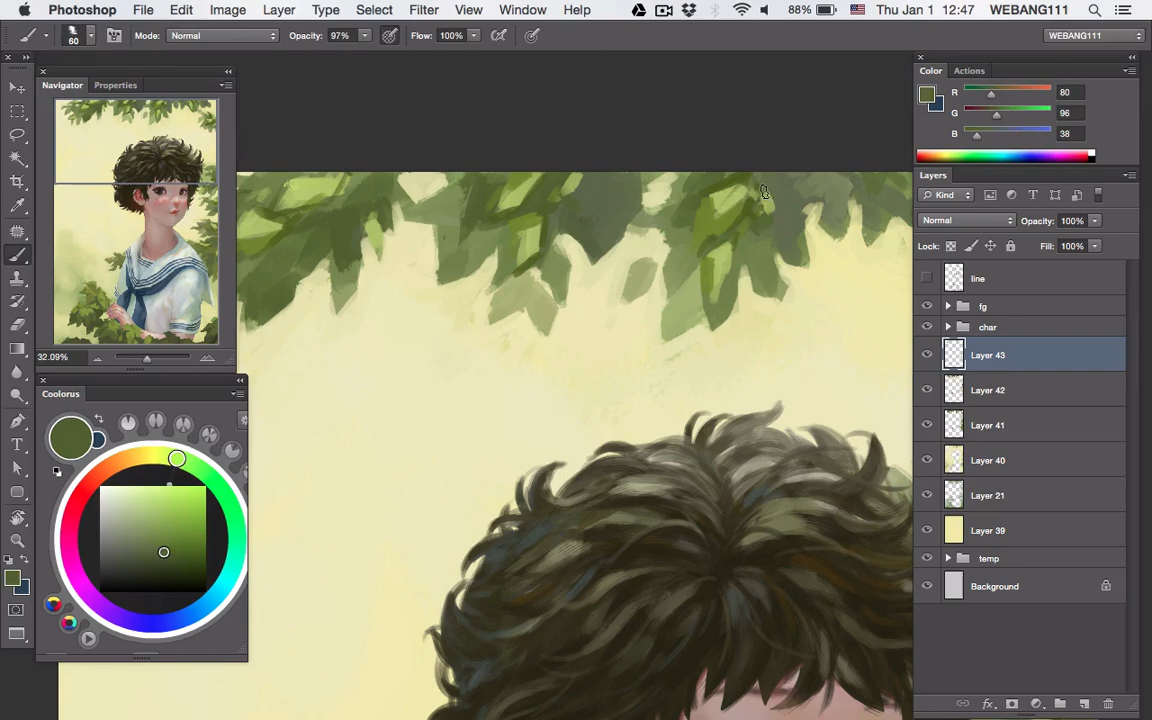 Photoshop File Edit Image Layer Type Select Filter View Window Help 88% Thu Jan 1 12:47 WEBANG111
60 Mode: Normal Opacity: 97% Flow: 100% WEBANG111
Navigator Properties
32.09%
Coolorus
Color Actions
R 80
G 96
B 38
Layers
Kind
Normal Opacity: 100%
Lock: Fill: 100%
line
fg
char
Layer 43
Layer 42
Layer 41
Layer 40
Layer 21
Layer 39
temp
Background